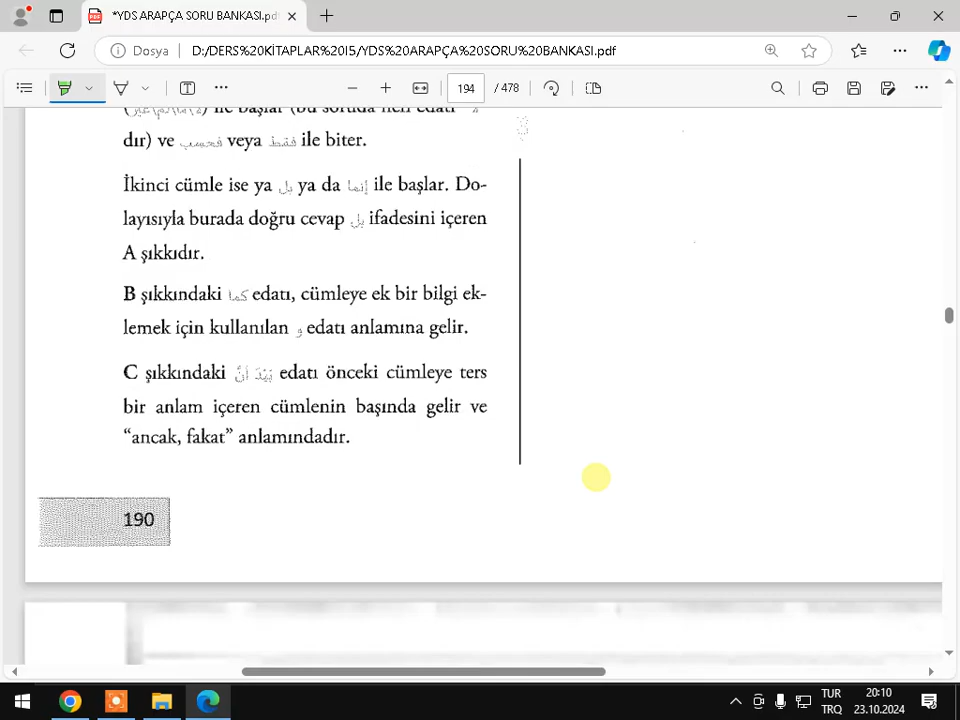 *YDS ARAPÇA SORU BANKASI.pdf
Dosya D:/DERS%20KİTAPLAR%20I5/YDS%20ARAPÇA%20SORU%20BANKASI.pdf
194 / 478
ile başlar (bu soruda nefi edatı
dır) ve فحسب veya فقط ile biter.
İkinci cümle ise ya بل ya da إنما ile başlar. Do-
layısıyla burada doğru cevap بل ifadesini içeren
A şıkkıdır.
B şıkkındaki كما edatı, cümleye ek bir bilgi ek-
lemek için kullanılan و edatı anlamına gelir.
C şıkkındaki بَيْدَ أَنَّ edatı önceki cümleye ters
bir anlam içeren cümlenin başında gelir ve
“ancak, fakat” anlamındadır.
190
TUR 20:10
TRQ 23.10.2024